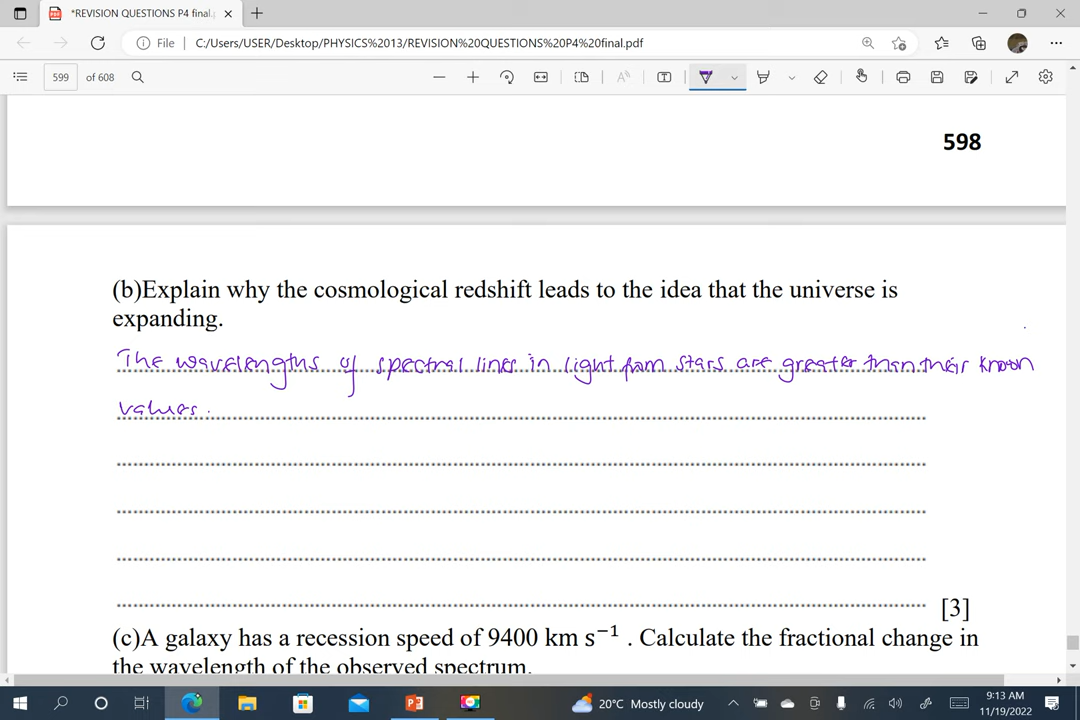 *REVISION QUESTIONS P4 final.
File C:/Users/USER/Desktop/PHYSICS%2013/REVISION%20QUESTIONS%20P4%20final.pdf
599 of 608
598
(b)Explain why the cosmological redshift leads to the idea that the universe is
expanding.
The wavelengths of spectral lines in light from stars are greater than their known
values.
[3]
(c)A galaxy has a recession speed of 9400 km s⁻¹ . Calculate the fractional change in
the wavelength of the observed spectrum.
20°C Mostly cloudy
9:13 AM
11/19/2022